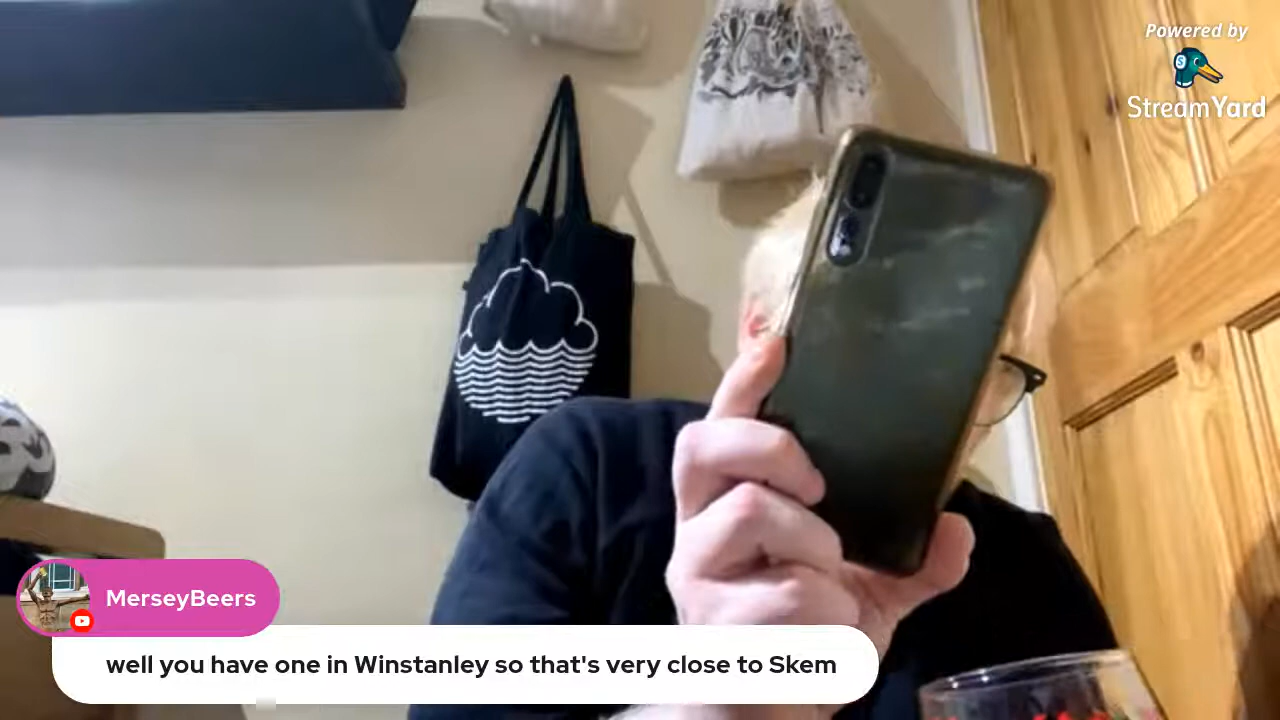 Powered by
StreamYard
MerseyBeers
well you have one in Winstanley so that's very close to Skem